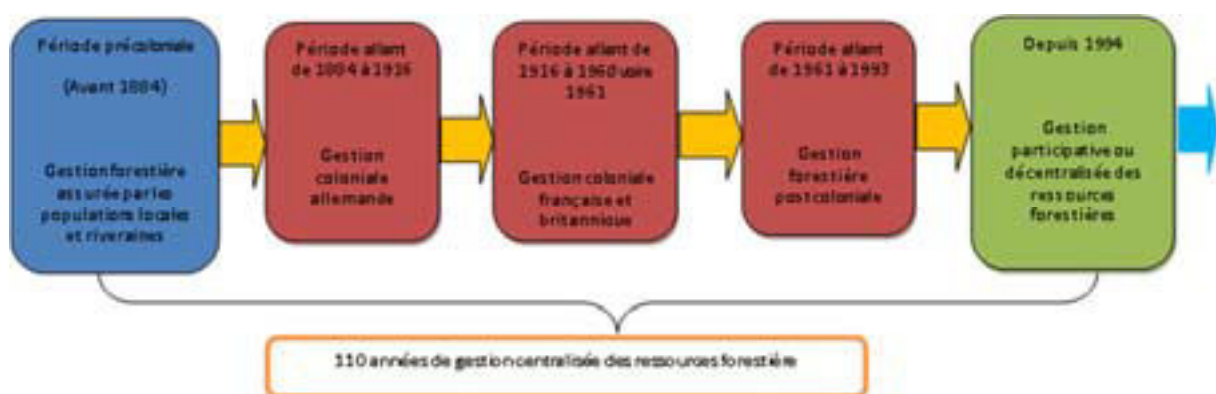 Période précoloniale
(Avant 1884)
Gestion forestière
assurée par les
populations locales
et riveraines
Période allant
de 1884 à 1916
Gestion
coloniale
allemande
Période allant de
1916 à 1960 voire
1961
Gestion coloniale
française et
britannique
Période allant
de 1961 à 1993
Gestion
forestière
postcoloniale
Depuis 1994
Gestion
participative ou
décentralisée des
ressources
forestières
110 années de gestion centralisée des ressources forestière